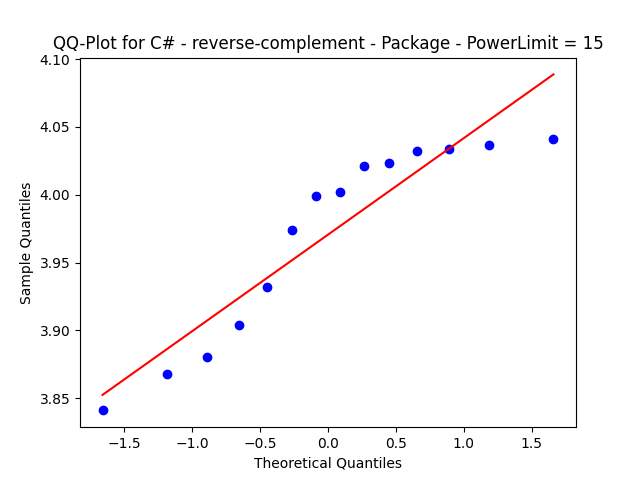 QQ-Plot for C# - reverse-complement - Package - PowerLimit = 15
4.10
4.05
4.00
3.95
3.90
3.85
Sample Quantiles
−1.5 −1.0 −0.5 0.0 0.5 1.0 1.5
Theoretical Quantiles